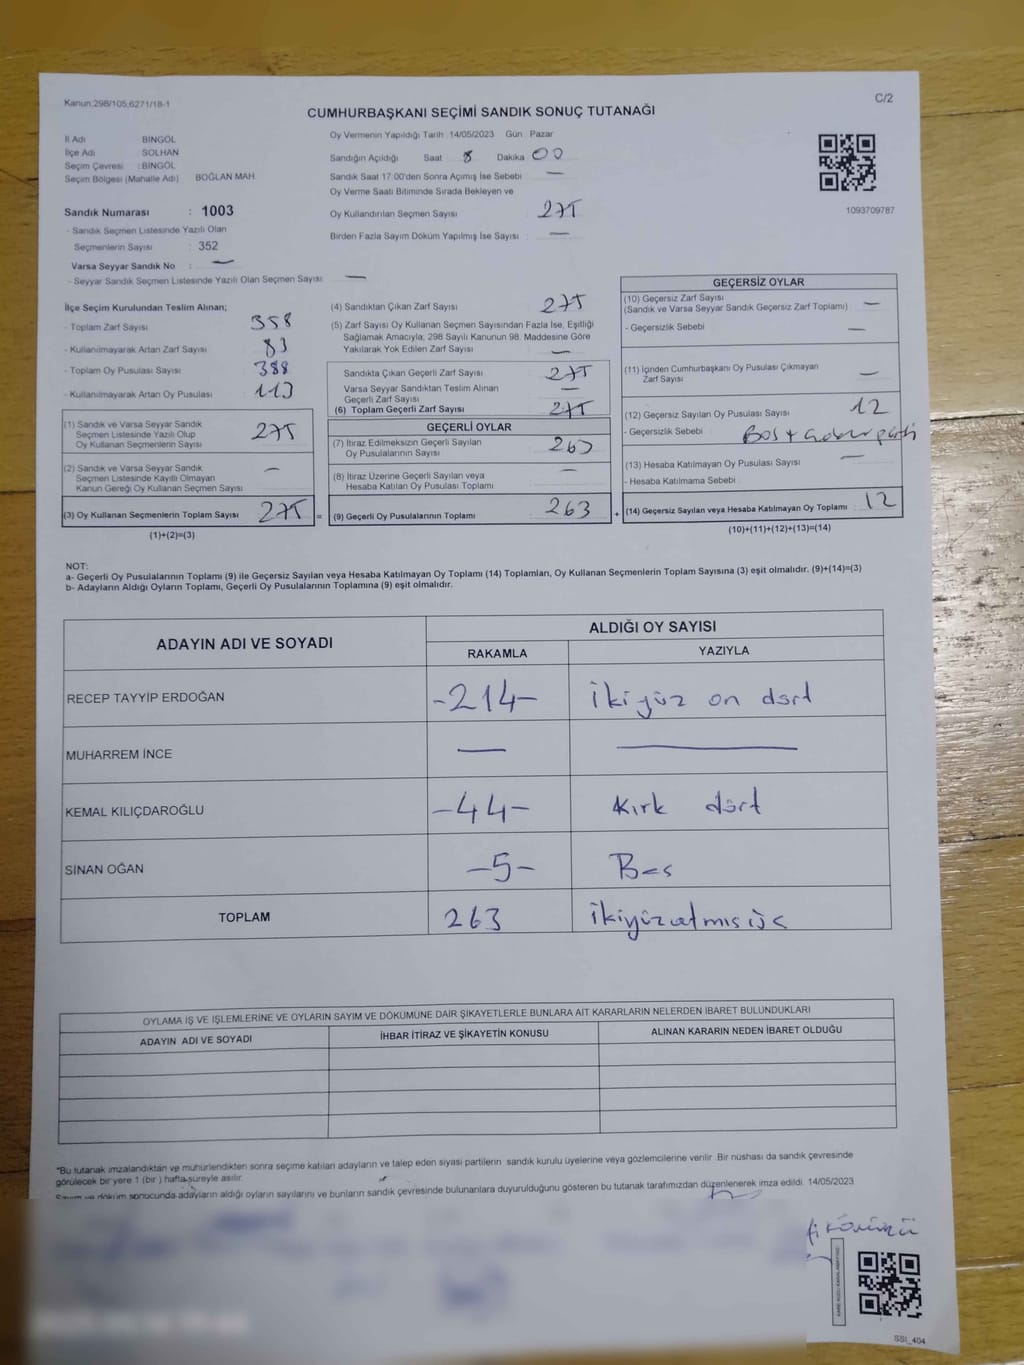 Kanun:298/105,6271/18-1
C/2
CUMHURBAŞKANI SEÇİMİ SANDIK SONUÇ TUTANAĞI
İl Adı BİNGÖL
İlçe Adı : SOLHAN
Seçim Çevresi : BİNGÖL
Seçim Bölgesi (Mahalle Adı) BOĞLAN MAH.
Sandık Numarası : 1003
- Sandık Seçmen Listesinde Yazılı Olan
Seçmenlerin Sayısı : 352
Varsa Seyyar Sandık No : —
- Seyyar Sandık Seçmen Listesinde Yazılı Olan Seçmen Sayısı: —
Oy Vermenin Yapıldığı Tarih : 14/05/2023 Gün : Pazar
Sandığın Açıldığı Saat 8 Dakika 00
Sandık Saat 17:00'den Sonra Açımış İse Sebebi —
Oy Verme Saati Bitiminde Sırada Bekleyen ve
Oy Kullandırılan Seçmen Sayısı 275
Birden Fazla Sayım Döküm Yapılmış İse Sayısı : —
1093709787
İlçe Seçim Kurulundan Teslim Alınan;
- Toplam Zarf Sayısı 358
- Kullanılmayarak Artan Zarf Sayısı 83
- Toplam Oy Pusulası Sayısı 388
- Kullanılmayarak Artan Oy Pusulası 113
(1) Sandık ve Varsa Seyyar Sandık
Seçmen Listesinde Yazılı Olup
Oy Kullanan Seçmenlerin Sayısı 275
(2) Sandık ve Varsa Seyyar Sandık
Seçmen Listesinde Kayıtlı Olmayan
Kanun Gereği Oy Kullanan Seçmen Sayısı —
(3) Oy Kullanan Seçmenlerin Toplam Sayısı 275 =
(1)+(2)=(3)
(4) Sandıktan Çıkan Zarf Sayısı 275
(5) Zarf Sayısı Oy Kullanan Seçmen Sayısından Fazla İse, Eşitliği
Sağlamak Amacıyla, 298 Sayılı Kanunun 98. Maddesine Göre
Yakılarak Yok Edilen Zarf Sayısı —
Sandıkta Çıkan Geçerli Zarf Sayısı 275
Varsa Seyyar Sandıktan Teslim Alınan
Geçerli Zarf Sayısı —
(6) Toplam Geçerli Zarf Sayısı 275
GEÇERLİ OYLAR
(7) İtiraz Edilmeksizin Geçerli Sayılan
Oy Pusulalarının Sayısı 263
(8) İtiraz Üzerine Geçerli Sayılan veya
Hesaba Katılan Oy Pusulası Toplamı —
(9) Geçerli Oy Pusulalarının Toplamı 263 +
GEÇERSİZ OYLAR
(10) Geçersiz Zarf Sayısı
(Sandık ve Varsa Seyyar Sandık Geçersiz Zarf Toplamı) —
- Geçersizlik Sebebi —
(11) İçinden Cumhurbaşkanı Oy Pusulası Çıkmayan
Zarf Sayısı —
(12) Geçersiz Sayılan Oy Pusulası Sayısı 12
- Geçersizlik Sebebi : Boş +
(13) Hesaba Katılmayan Oy Pusulası Sayısı —
- Hesaba Katılmama Sebebi
(14) Geçersiz Sayılan veya Hesaba Katılmayan Oy Toplamı : 12
(10)+(11)+(12)+(13)=(14)
NOT:
a- Geçerli Oy Pusulalarının Toplamı (9) ile Geçersiz Sayılan veya Hesaba Katılmayan Oy Toplamı (14) Toplamları, Oy Kullanan Seçmenlerin Toplam Sayısına (3) eşit olmalıdır. (9)+(14)=(3)
b- Adayların Aldığı Oyların Toplamı, Geçerli Oy Pusulalarının Toplamına (9) eşit olmalıdır.
ADAYIN ADI VE SOYADI ALDIĞI OY SAYISI
RAKAMLA YAZIYLA
RECEP TAYYİP ERDOĞAN -214- İkiyüz on dört
MUHARREM İNCE — —
KEMAL KILIÇDAROĞLU -44- Kırk dört
SİNAN OĞAN -5- Beş
TOPLAM 263 İkiyüzatmışüç
OYLAMA İŞ VE İŞLEMLERİNE VE OYLARIN SAYIM VE DÖKÜMÜNE DAİR ŞİKAYETLERLE BUNLARA AİT KARARLARIN NELERDEN İBARET BULUNDUKLARI
ADAYIN ADI VE SOYADI İHBAR İTİRAZ VE ŞİKAYETİN KONUSU ALINAN KARARIN NEDEN İBARET OLDUĞU
*Bu tutanak imzalandıktan ve mühürlendikten sonra seçime katılan adayların ve talep eden siyasi partilerin sandık kurulu üyelerine veya gözlemcilerine verilir. Bir nüshası da sandık çevresinde
görülecek bir yere 1 (bir) hafta süreyle asılır.
Sayım ve döküm sonucunda adayların aldığı oyların sayılarını ve bunların sandık çevresinde bulunanlara duyurulduğunu gösteren bu tutanak tarafımızdan düzenlenerek imza edildi. 14/05/2023
SSI_404